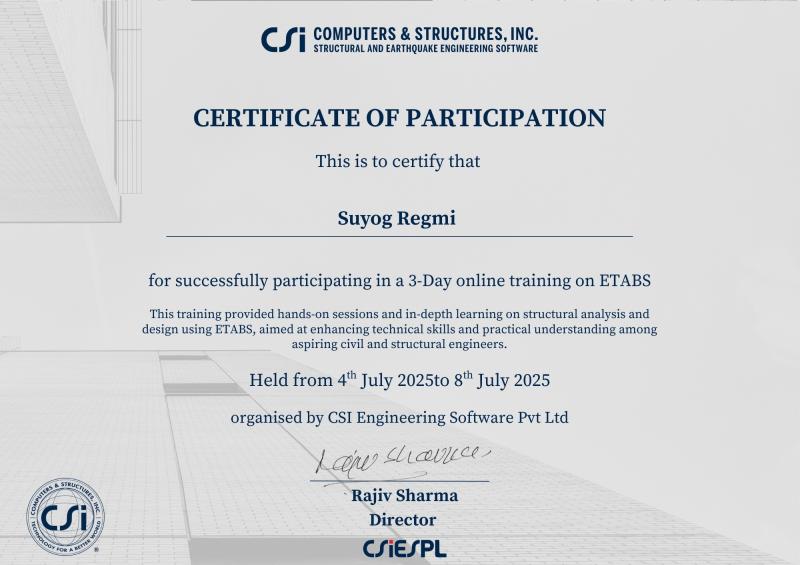 CSi COMPUTERS & STRUCTURES, INC.
STRUCTURAL AND EARTHQUAKE ENGINEERING SOFTWARE
CERTIFICATE OF PARTICIPATION
This is to certify that
Suyog Regmi
for successfully participating in a 3-Day online training on ETABS
This training provided hands-on sessions and in-depth learning on structural analysis and
design using ETABS, aimed at enhancing technical skills and practical understanding among
aspiring civil and structural engineers.
Held from 4th July 2025to 8th July 2025
organised by CSI Engineering Software Pvt Ltd
Rajiv Sharma
Rajiv Sharma
Director
CSiESPL
COMPUTERS & STRUCTURES, INC.
CSi
TECHNOLOGY FOR A BETTER WORLD
®